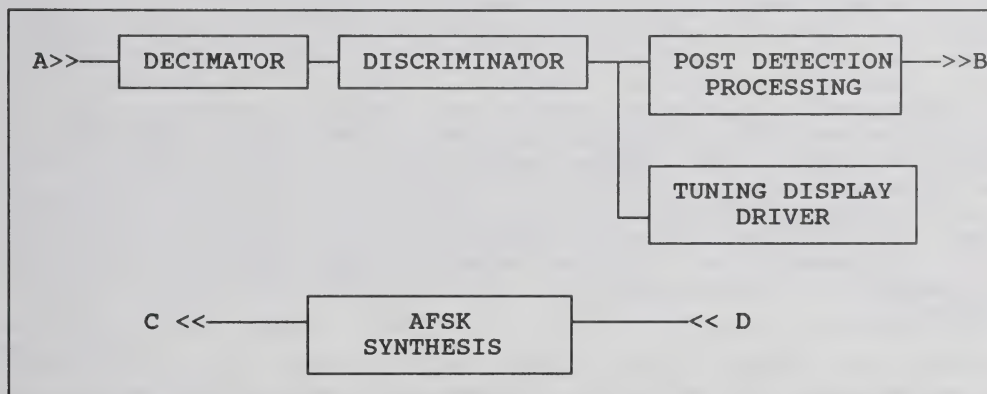 A>> DECIMATOR DISCRIMINATOR POST DETECTION >>B
PROCESSING
TUNING DISPLAY
DRIVER
C << AFSK << D
SYNTHESIS